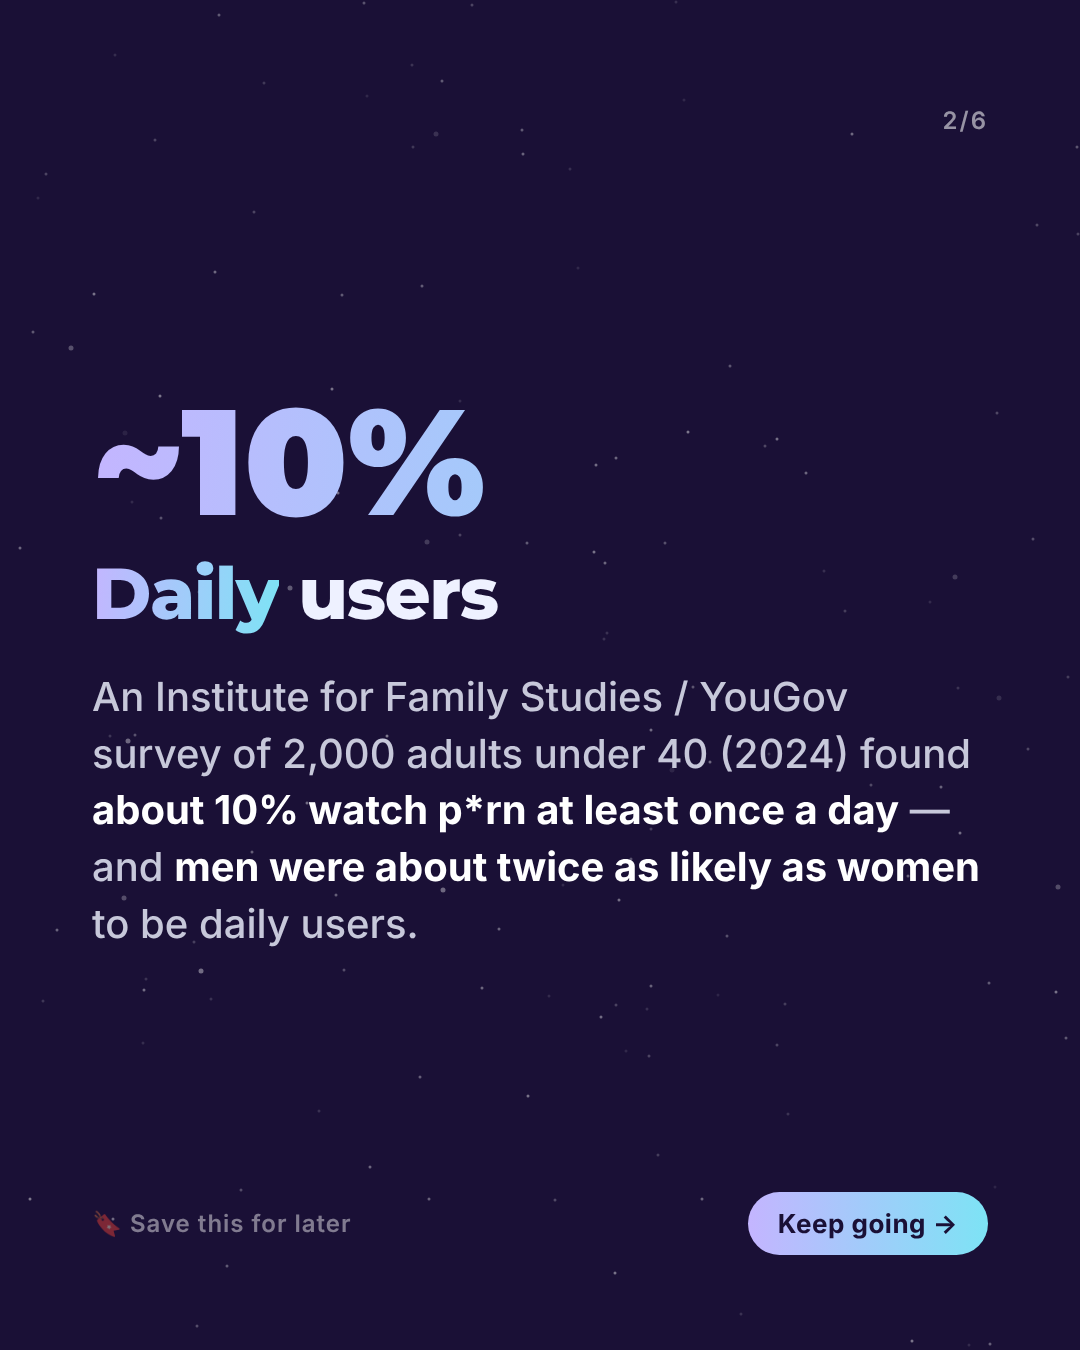 2/6
~10%
Daily users
An Institute for Family Studies / YouGov
survey of 2,000 adults under 40 (2024) found
about 10% watch p*rn at least once a day —
and men were about twice as likely as women
to be daily users.
🔖 Save this for later
Keep going →